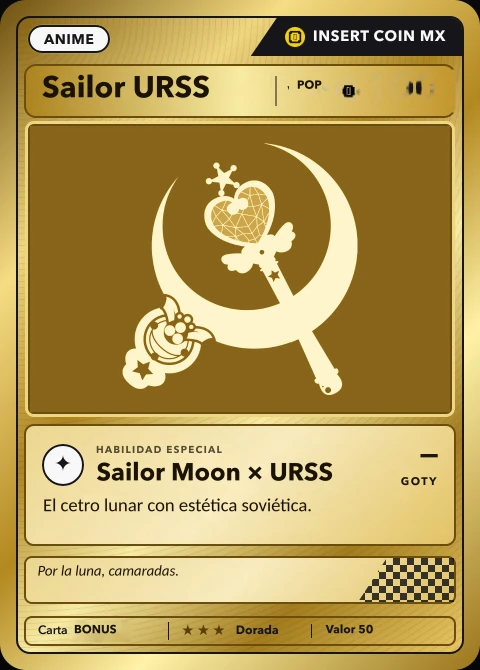 ANIME
INSERT COIN MX
Sailor URSS
POP
HABILIDAD ESPECIAL
Sailor Moon × URSS
GOTY
El cetro lunar con estética soviética.
Por la luna, camaradas.
Carta BONUS ★★★ Dorada Valor 50